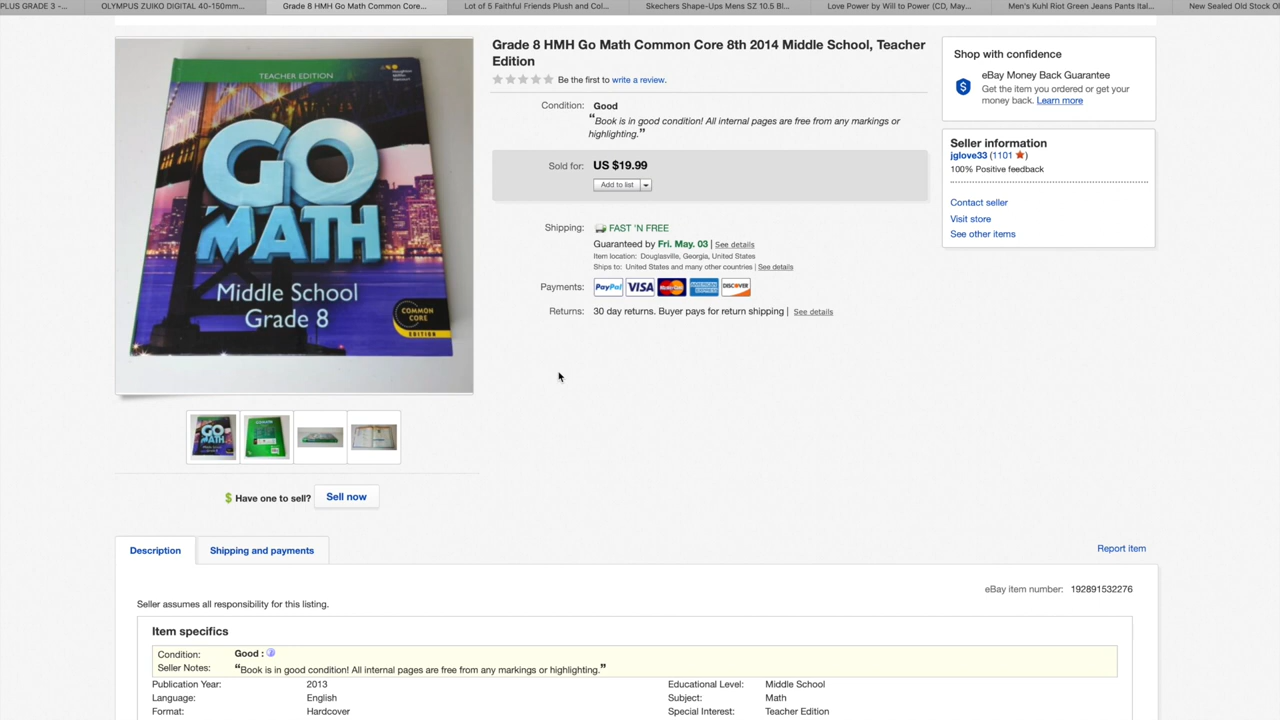 PLUS GRADE 3 –...
OLYMPUS ZUIKO DIGITAL 40-150mm...
Grade 8 HMH Go Math Common Core...
Lot of 5 Faithful Friends Plush and Col...
Skechers Shape-Ups Mens SZ 10.5 Bl...
Love Power by Will to Power (CD, May...
Men's Kuhl Riot Green Jeans Pants Ital...
New Sealed Old Stock Ol
TEACHER EDITION
GO
MATH
Middle School
Grade 8
COMMON
CORE
EDITION
Grade 8 HMH Go Math Common Core 8th 2014 Middle School, Teacher
Edition
Be the first to write a review.
Condition: Good
“Book is in good condition! All internal pages are free from any markings or
highlighting.”
Sold for: US $19.99
Add to list
Shipping: FAST 'N FREE
Guaranteed by Fri. May. 03 | See details
Item location: Douglasville, Georgia, United States
Ships to: United States and many other countries | See details
Payments: PayPal VISA MasterCard AMERICAN EXPRESS DISCOVER
Returns: 30 day returns. Buyer pays for return shipping | See details
Shop with confidence
eBay Money Back Guarantee
Get the item you ordered or get your
money back. Learn more
Seller information
jglove33 (1101 )
100% Positive feedback
Contact seller
Visit store
See other items
$ Have one to sell? Sell now
Description
Shipping and payments
Report item
eBay item number: 192891532276
Seller assumes all responsibility for this listing.
Item specifics
Condition: Good :
Seller Notes: “Book is in good condition! All internal pages are free from any markings or highlighting.”
Publication Year: 2013 Educational Level: Middle School
Language: English Subject: Math
Format: Hardcover Special Interest: Teacher Edition